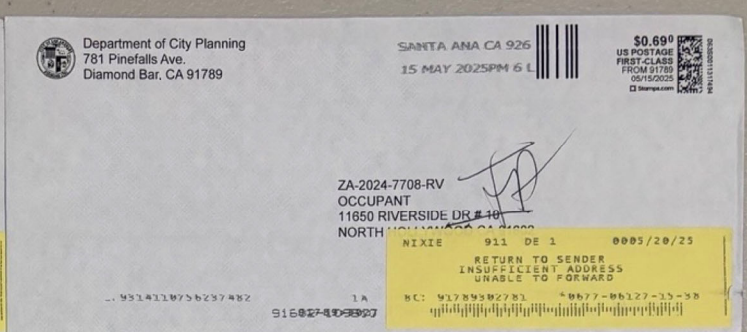 Department of City Planning
781 Pinefalls Ave.
Diamond Bar, CA 91789
SANTA ANA CA 926
15 MAY 2025PM 6 L
$0.69⁰
US POSTAGE
FIRST-CLASS
FROM 91789
05/15/2025
Stamps.com
ZA-2024-7708-RV
OCCUPANT
11650 RIVERSIDE DR # 10
NORTH
NIXIE 911 DE 1 0005/20/25
RETURN TO SENDER
INSUFFICIENT ADDRESS
UNABLE TO FORWARD
BC: 91789302781 *0677-06127-15-38
1A